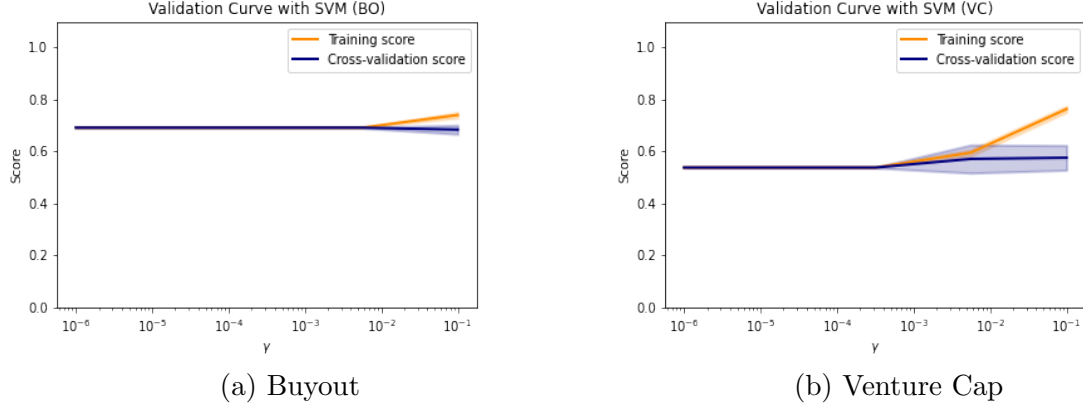 Validation Curve with SVM (BO)
Training score
Cross-validation score
Score
1.0
0.8
0.6
0.4
0.2
0.0
10⁻⁶ 10⁻⁵ 10⁻⁴ 10⁻³ 10⁻² 10⁻¹
γ
(a) Buyout
Validation Curve with SVM (VC)
Training score
Cross-validation score
Score
1.0
0.8
0.6
0.4
0.2
0.0
10⁻⁶ 10⁻⁵ 10⁻⁴ 10⁻³ 10⁻² 10⁻¹
γ
(b) Venture Cap